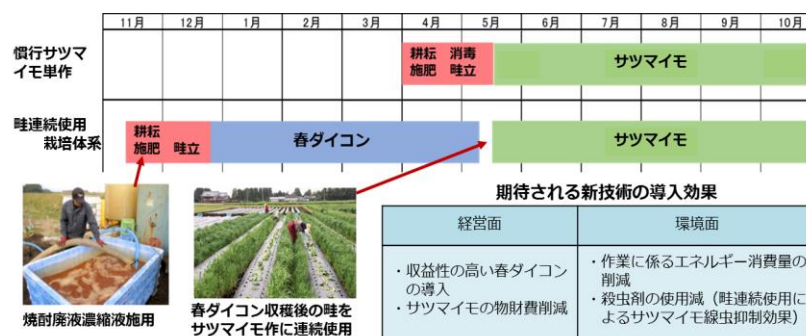 11月 12月 1月 2月 3月 4月 5月 6月 7月 8月 9月 10月
慣行サツマ
イモ単作
耕耘 消毒
施肥 畦立
サツマイモ
畦連続使用
栽培体系
耕耘
施肥 畦立
春ダイコン
サツマイモ
焼酎廃液濃縮液施用
春ダイコン収穫後の畦を
サツマイモ作に連続使用
期待される新技術の導入効果
経営面
環境面
・収益性の高い春ダイコン
の導入
・サツマイモの物財費削減
・作業に係るエネルギー消費量の
削減
・殺虫剤の使用減（畦連続使用に
よるサツマイモ線虫抑制効果）